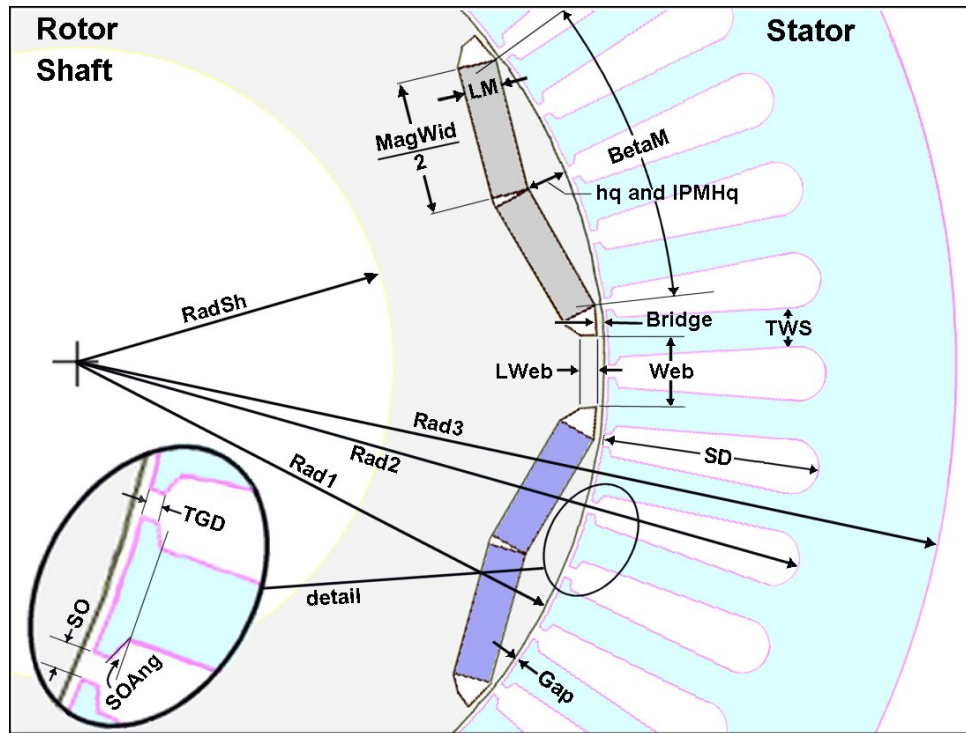 Rotor
Shaft
Stator
LM
MagWid
2
BetaM
hq and IPMHq
RadSh
Bridge
TWS
LWeb
Web
Rad3
Rad2
Rad1
SD
TGD
detail
SO
SOAng
Gap